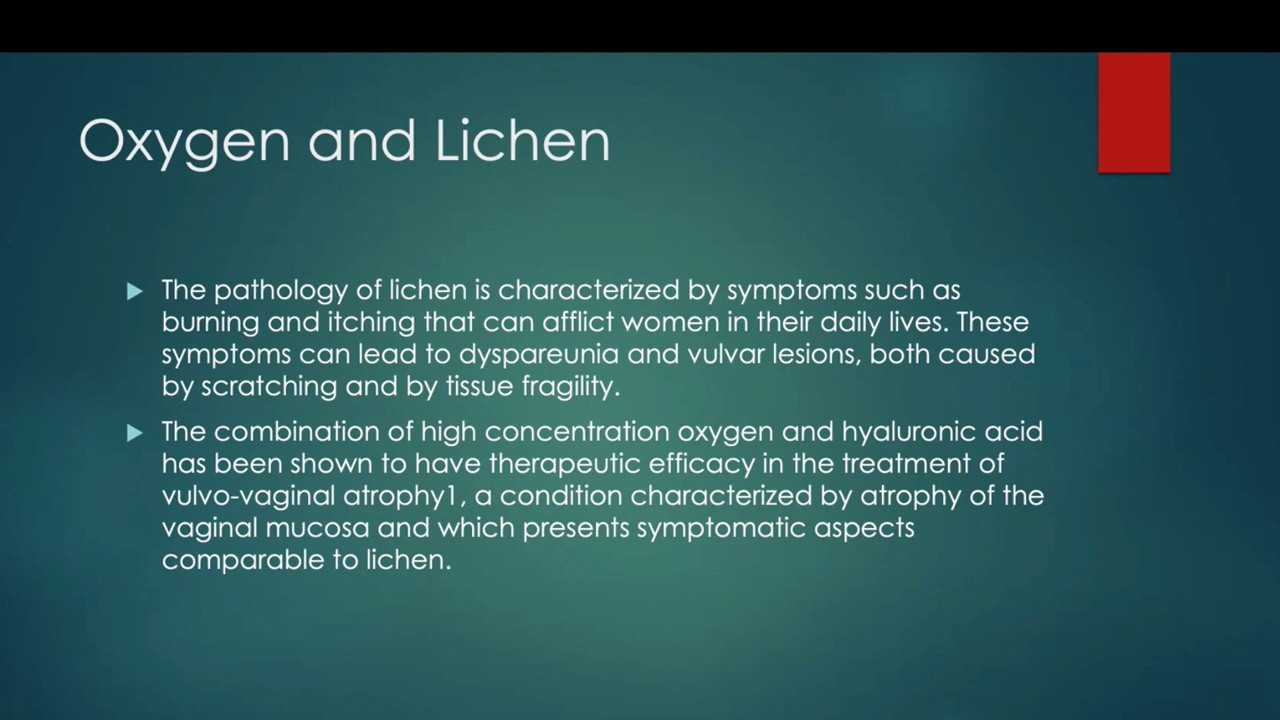 Oxygen and Lichen
The pathology of lichen is characterized by symptoms such as
burning and itching that can afflict women in their daily lives. These
symptoms can lead to dyspareunia and vulvar lesions, both caused
by scratching and by tissue fragility.
The combination of high concentration oxygen and hyaluronic acid
has been shown to have therapeutic efficacy in the treatment of
vulvo-vaginal atrophy1, a condition characterized by atrophy of the
vaginal mucosa and which presents symptomatic aspects
comparable to lichen.